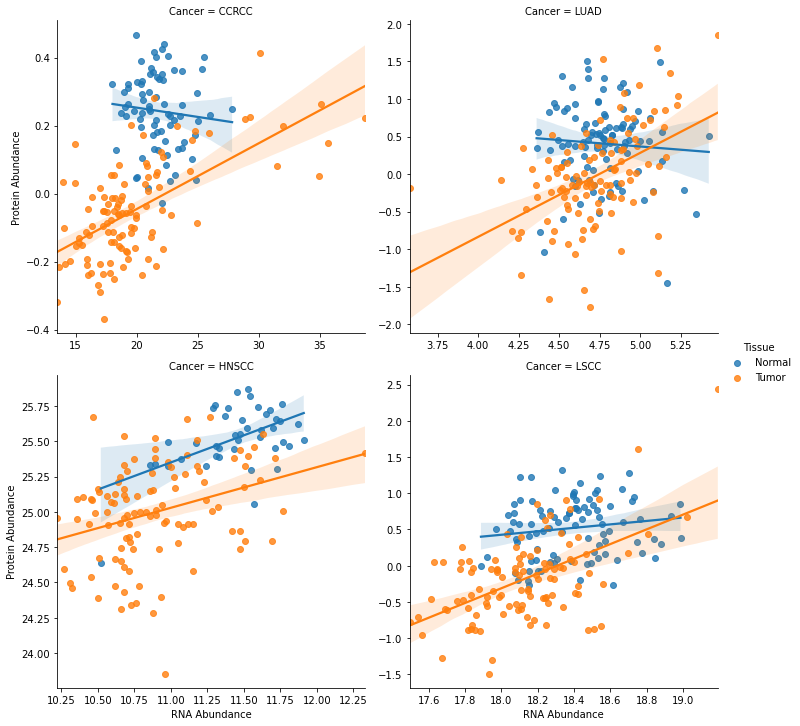 Cancer = CCRCC
Cancer = LUAD
Protein Abundance
0.4
0.2
0.0
−0.2
−0.4
15 20 25 30 35
2.0
1.5
1.0
0.5
0.0
−0.5
−1.0
−1.5
−2.0
3.75 4.00 4.25 4.50 4.75 5.00 5.25
Tissue
Normal
Tumor
Cancer = HNSCC
Cancer = LSCC
Protein Abundance
25.75
25.50
25.25
25.00
24.75
24.50
24.25
24.00
10.25 10.50 10.75 11.00 11.25 11.50 11.75 12.00 12.25
RNA Abundance
2.5
2.0
1.5
1.0
0.5
0.0
−0.5
−1.0
−1.5
17.6 17.8 18.0 18.2 18.4 18.6 18.8 19.0
RNA Abundance